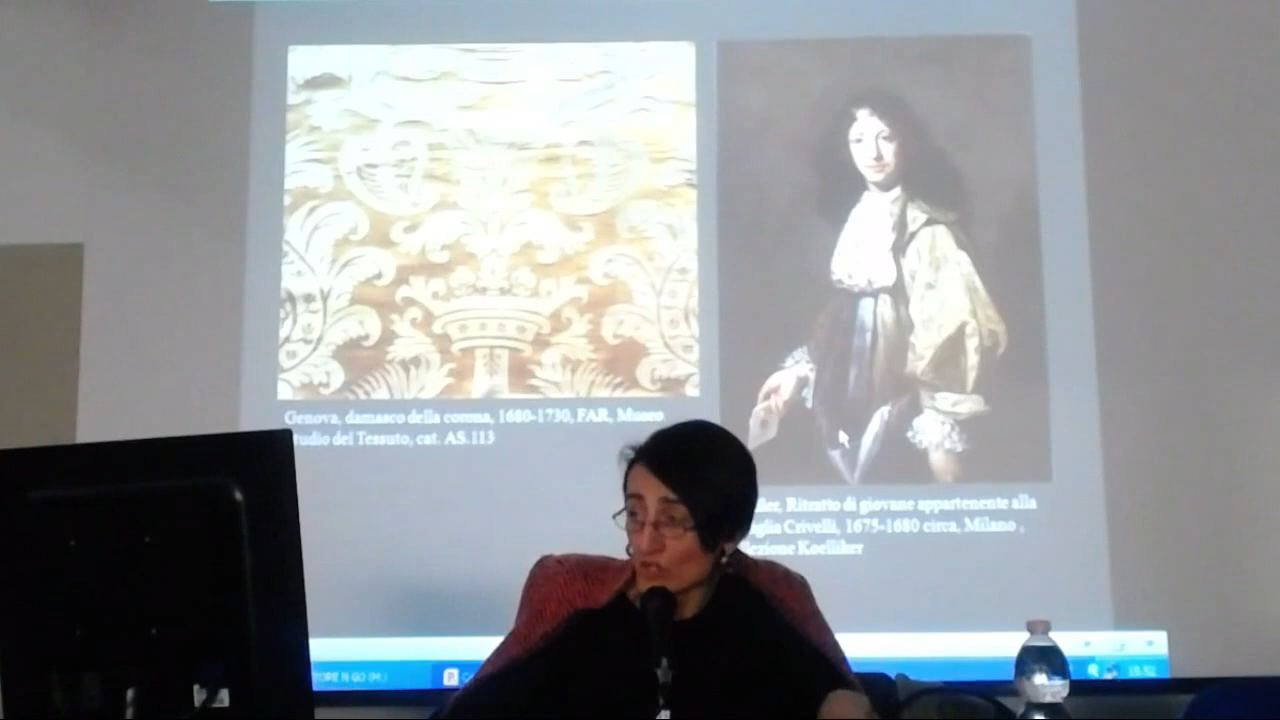 Genova, damasco della corona, 1680-1730, FAR, Museo
Studio del Tessuto, cat. AS.113
Ritratto di giovane appartenente alla
Crivelli, 1675-1680 circa, Milano ,
Koelliker